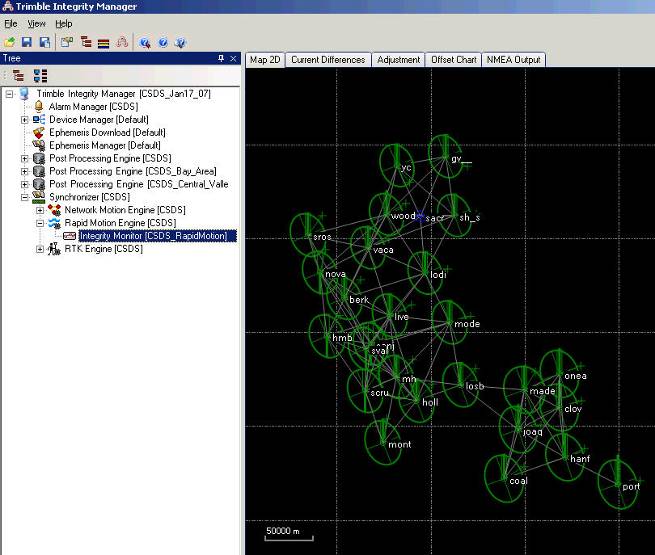 Trimble Integrity Manager
File View Help
Tree
Map 2D Current Differences Adjustment Offset Chart NMEA Output
Trimble Integrity Manager [CSDS_Jan17_07]
Alarm Manager [CSDS]
Device Manager [Default]
Ephemeris Download [Default]
Ephemeris Manager [CSDS]
Post Processing Engine [CSDS]
Post Processing Engine [CSDS_Bay_Area]
Post Processing Engine [CSDS_Central_Valle
Synchronizer [CSDS]
Network Motion Engine [CSDS]
Rapid Motion Engine [CSDS]
Integrity Monitor [CSDS_RapidMotion]
RTK Engine [CSDS]
yc
gv__
wood
sacr
sh_s
sros
vaca
nova
lodi
berk
live
mode
hmb
sval
mh
losb
onea
scru
holl
made
clov
joaq
mont
hanf
coal
port
50000 m